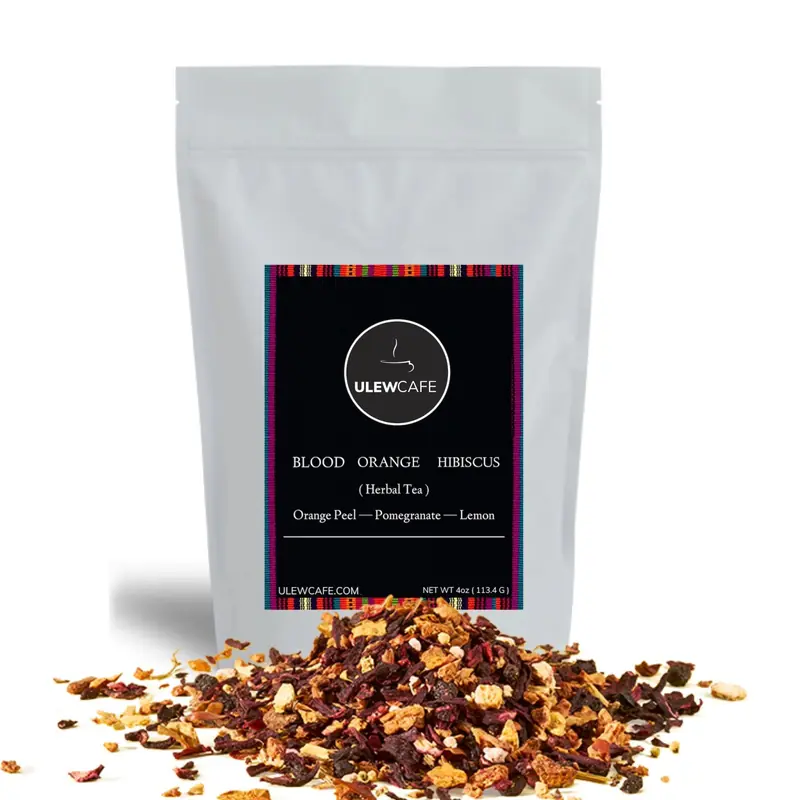 ULEWCAFE
BLOOD ORANGE HIBISCUS
( Herbal Tea )
Orange Peel — Pomegranate — Lemon
ULEWCAFE.COM
NET WT 4oz ( 113.4 G )